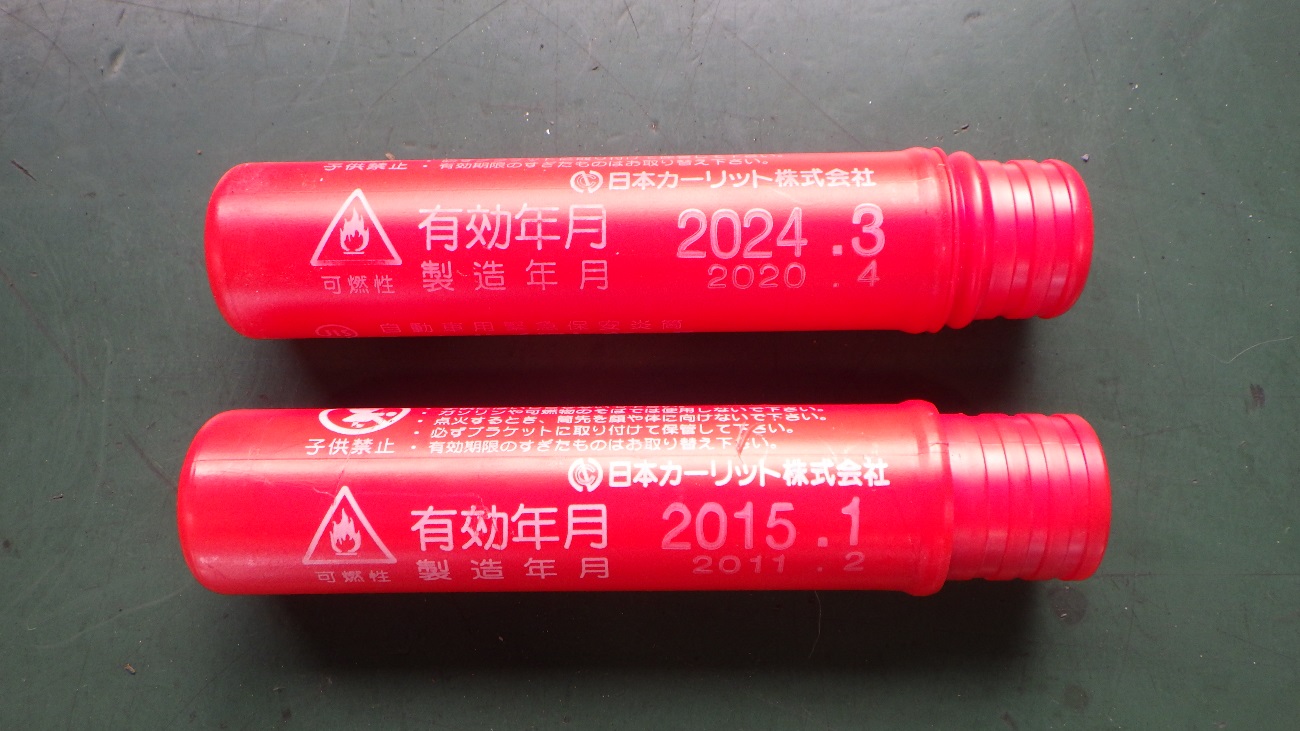 子供禁止 ・有効期限のすぎたものはお取り替え下さい。
日本カーリット株式会社
有効年月 2024.3
可燃性 製造年月 2020.4
自動車用緊急保安炎筒
・ガソリンや可燃物のそばでは使用しないで下さい。
・点火するとき、筒先を顔や体に向けないで下さい。
・必ずブラケットに取り付けて保管して下さい。
子供禁止 ・有効期限のすぎたものはお取り替え下さい。
日本カーリット株式会社
有効年月 2015.1
可燃性 製造年月 2011.2